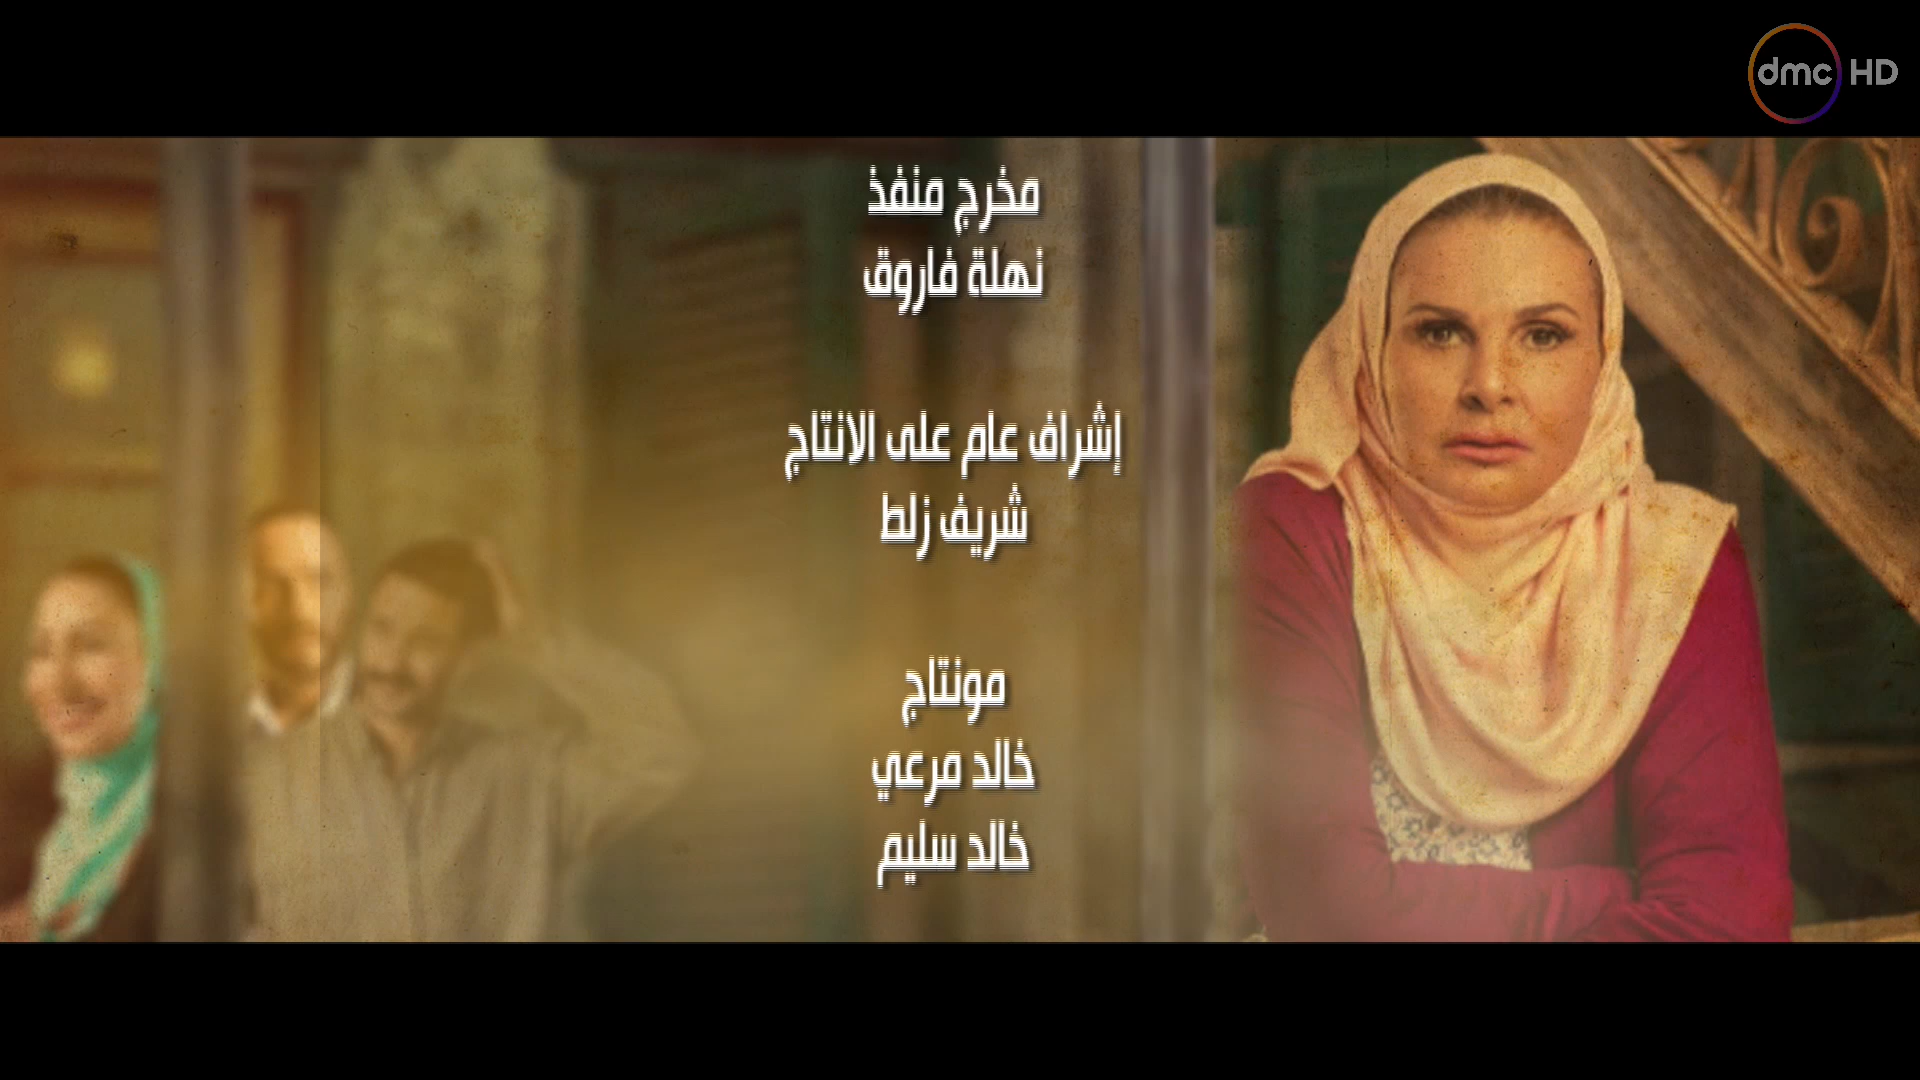 dmc HD
مخرج منفذ
نهلة فاروق
إشراف عام على الانتاج
شريف زلط
مونتاج
خالد مرعي
خالد سليم